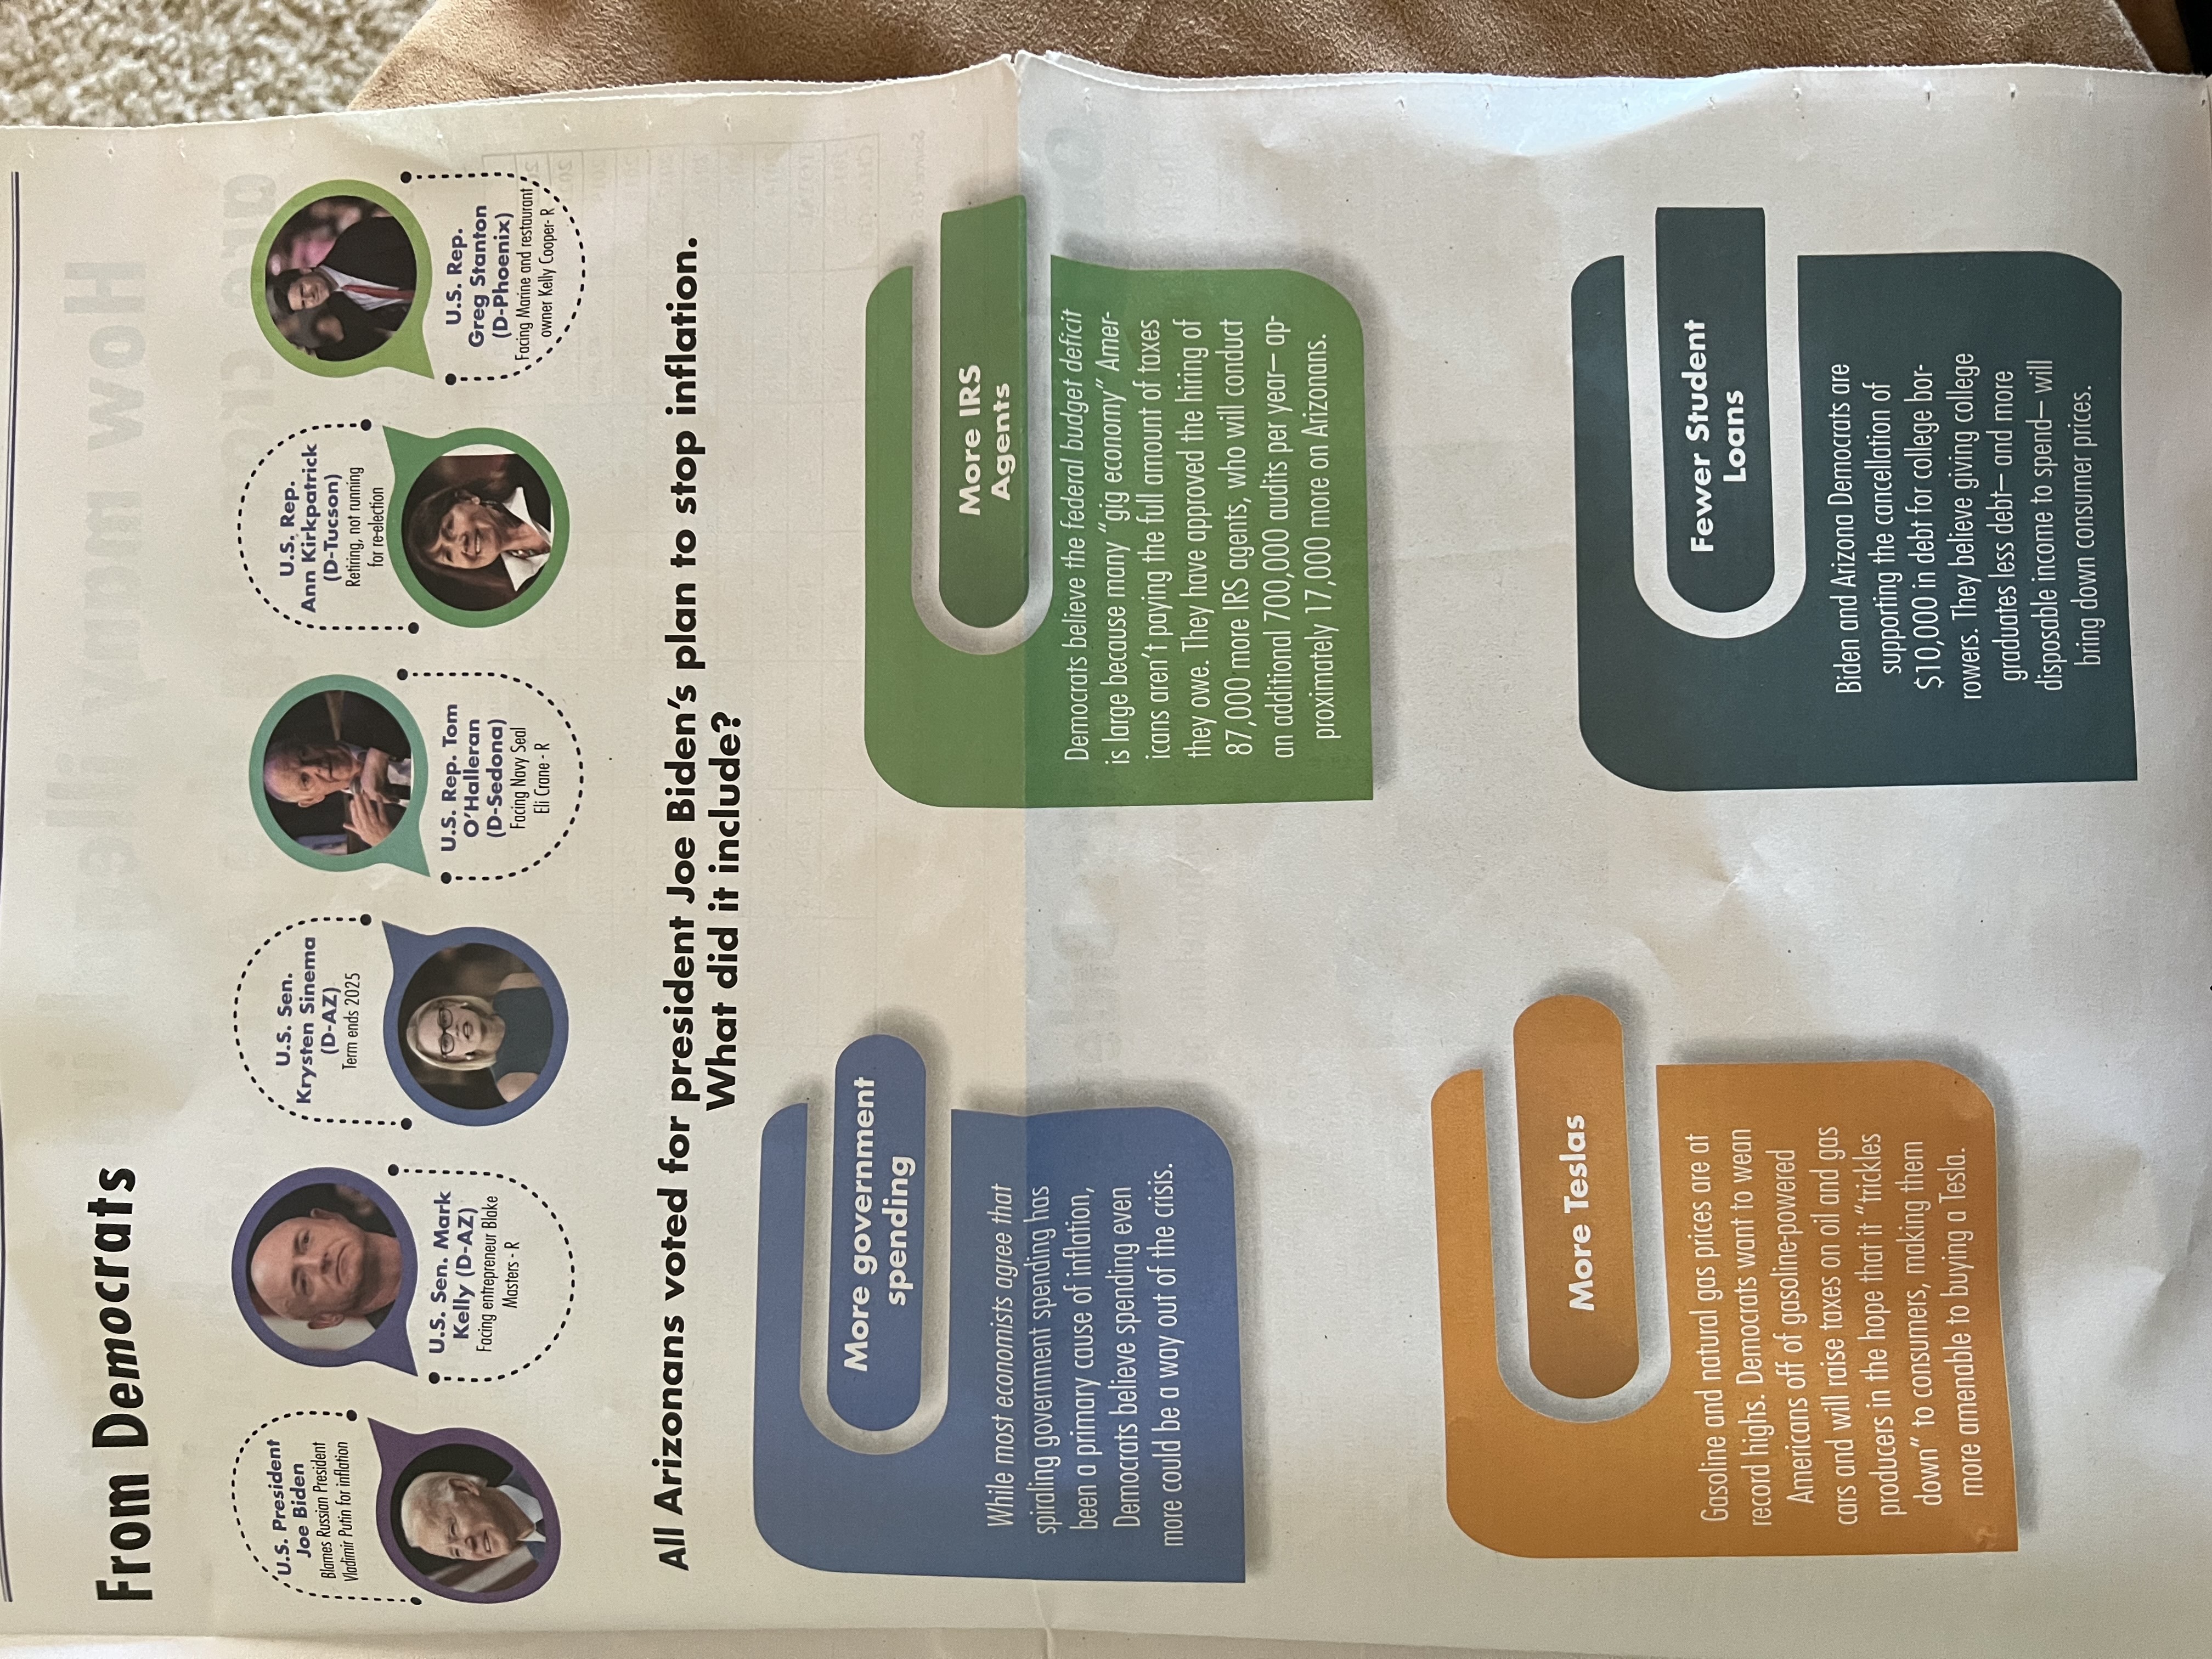 From Democrats
U.S. President
Joe Biden
Blames Russian President
Vladimir Putin for inflation
U.S. Sen. Mark
Kelly (D-AZ)
Facing entrepreneur Blake
Masters - R
U.S. Sen.
Krysten Sinema
(D-AZ)
Term ends 2025
U.S. Rep. Tom
O'Halleran
(D-Sedona)
Facing Navy Seal
Eli Crane - R
U.S. Rep.
Ann Kirkpatrick
(D-Tucson)
Retiring, not running
for re-election
U.S. Rep.
Greg Stanton
(D-Phoenix)
Facing Marine and restaurant
owner Kelly Cooper- R
All Arizonans voted for president Joe Biden's plan to stop inflation.
What did it include?
More government
spending
While most economists agree that
spiraling government spending has
been a primary cause of inflation,
Democrats believe spending even
more could be a way out of the crisis.
More IRS
Agents
Democrats believe the federal budget deficit
is large because many "gig economy" Amer-
icans aren't paying the full amount of taxes
they owe. They have approved the hiring of
87,000 more IRS agents, who will conduct
an additional 700,000 audits per year— ap-
proximately 17,000 more on Arizonans.
More Teslas
Gasoline and natural gas prices are at
record highs. Democrats want to wean
Americans off of gasoline-powered
cars and will raise taxes on oil and gas
producers in the hope that it "trickles
down" to consumers, making them
more amenable to buying a Tesla.
Fewer Student
Loans
Biden and Arizona Democrats are
supporting the cancellation of
$10,000 in debt for college bor-
rowers. They believe giving college
graduates less debt— and more
disposable income to spend— will
bring down consumer prices.